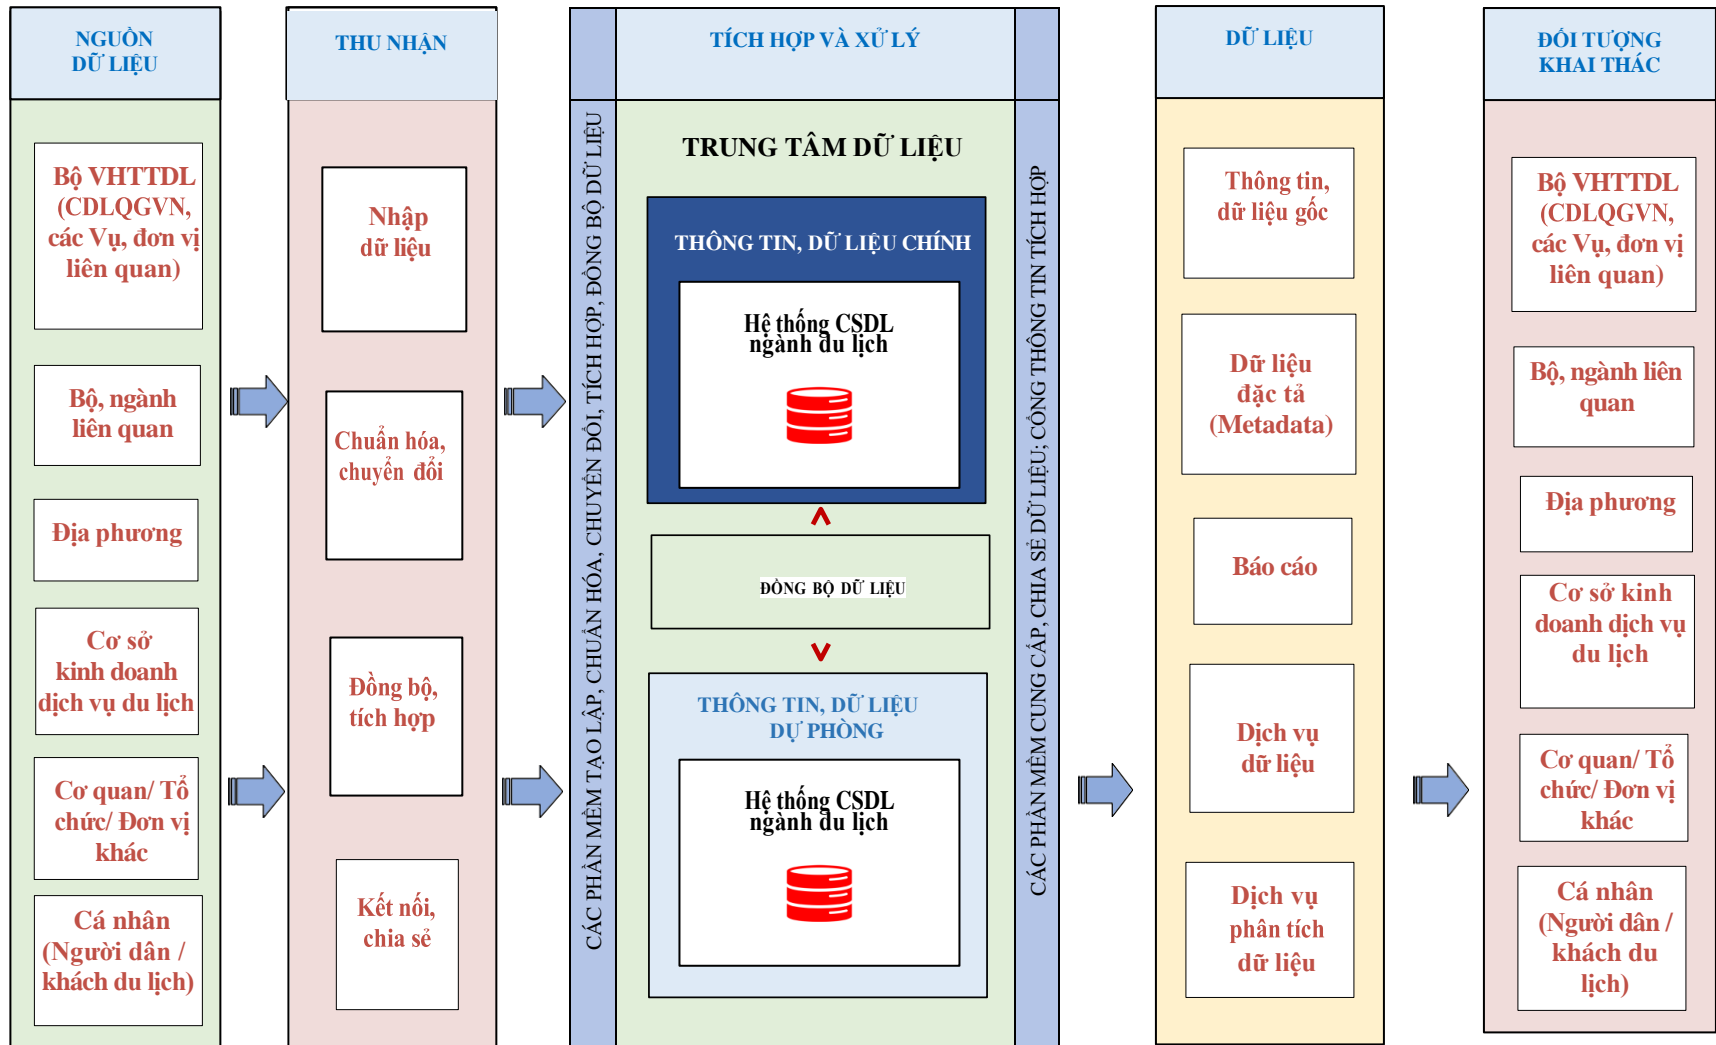 NGUỒN
DỮ LIỆU
Bộ VHTTDL
(CDLQGVN,
các Vụ, đơn vị
liên quan)
Bộ, ngành
liên quan
Địa phương
Cơ sở
kinh doanh
dịch vụ du lịch
Cơ quan/ Tổ
chức/ Đơn vị
khác
Cá nhân
(Người dân /
khách du lịch)
THU NHẬN
Nhập
dữ liệu
Chuẩn hóa,
chuyển đổi
Đồng bộ,
tích hợp
Kết nối,
chia sẻ
TÍCH HỢP VÀ XỬ LÝ
CÁC PHẦN MỀM TẠO LẬP, CHUẨN HÓA, CHUYỂN ĐỔI, TÍCH HỢP, ĐỒNG BỘ DỮ LIỆU
TRUNG TÂM DỮ LIỆU
THÔNG TIN, DỮ LIỆU CHÍNH
Hệ thống CSDL
ngành du lịch
ĐỒNG BỘ DỮ LIỆU
THÔNG TIN, DỮ LIỆU
DỰ PHÒNG
Hệ thống CSDL
ngành du lịch
CÁC PHẦN MỀM CUNG CẤP, CHIA SẺ DỮ LIỆU; CỔNG THÔNG TIN TÍCH HỢP
DỮ LIỆU
Thông tin,
dữ liệu gốc
Dữ liệu
đặc tả
(Metadata)
Báo cáo
Dịch vụ
dữ liệu
Dịch vụ
phân tích
dữ liệu
ĐỐI TƯỢNG
KHAI THÁC
Bộ VHTTDL
(CDLQGVN,
các Vụ, đơn vị
liên quan)
Bộ, ngành liên
quan
Địa phương
Cơ sở kinh
doanh dịch vụ
du lịch
Cơ quan/ Tổ
chức/ Đơn vị
khác
Cá nhân
(Người dân /
khách du
lịch)